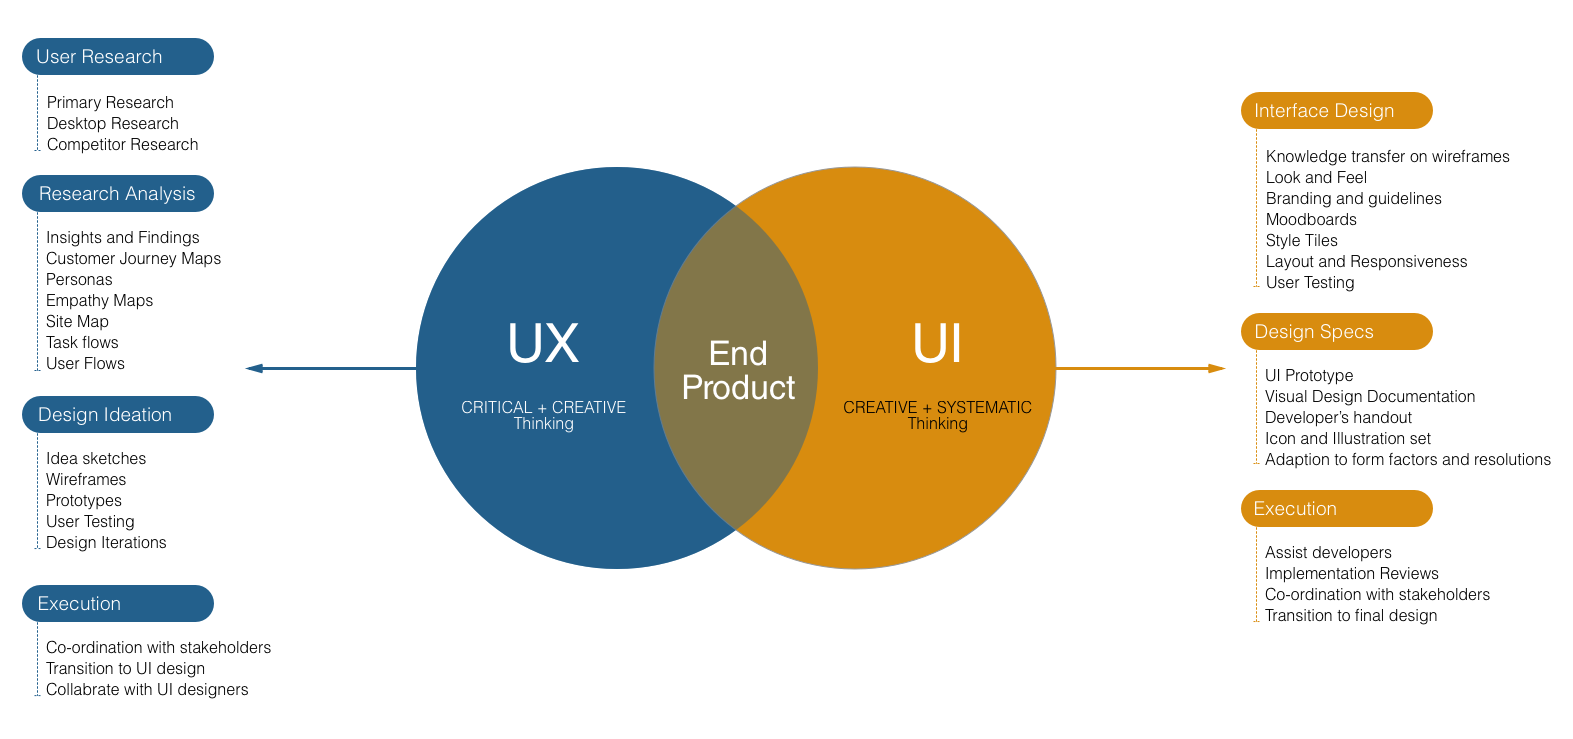 User Research
Primary Research
Desktop Research
Competitor Research
Research Analysis
Insights and Findings
Customer Journey Maps
Personas
Empathy Maps
Site Map
Task flows
User Flows
Design Ideation
Idea sketches
Wireframes
Prototypes
User Testing
Design Iterations
Execution
Co-ordination with stakeholders
Transition to UI design
Collabrate with UI designers
UX
CRITICAL + CREATIVE
Thinking
End
Product
UI
CREATIVE + SYSTEMATIC
Thinking
Interface Design
Knowledge transfer on wireframes
Look and Feel
Branding and guidelines
Moodboards
Style Tiles
Layout and Responsiveness
User Testing
Design Specs
UI Prototype
Visual Design Documentation
Developer’s handout
Icon and Illustration set
Adaption to form factors and resolutions
Execution
Assist developers
Implementation Reviews
Co-ordination with stakeholders
Transition to final design